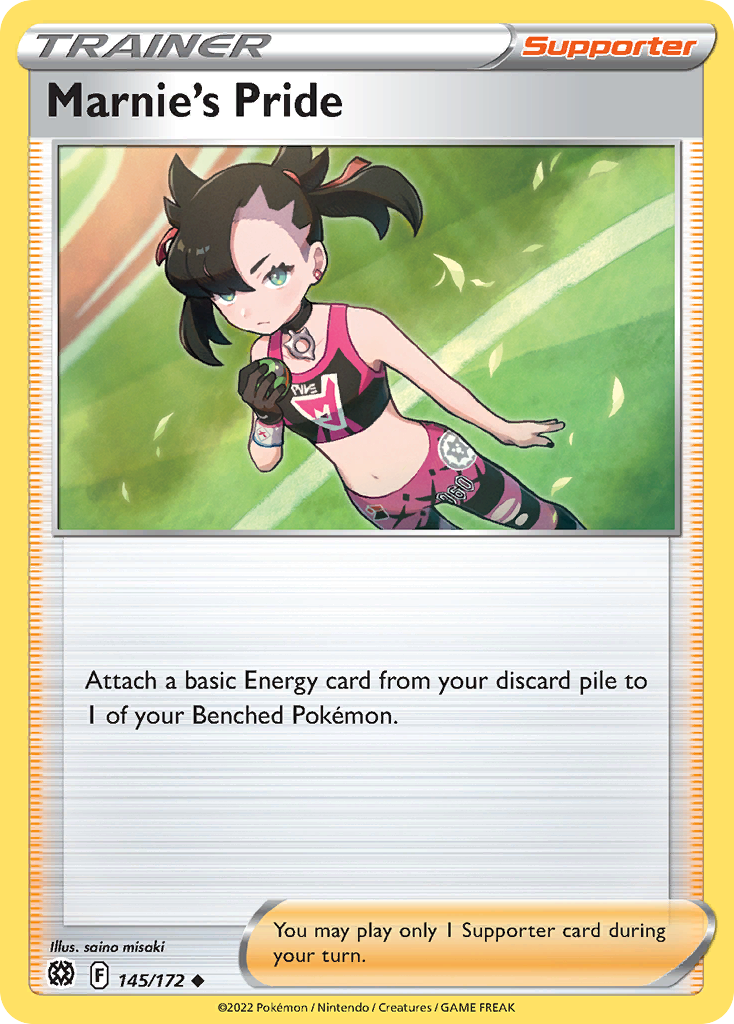 TRAINER
Supporter
Marnie's Pride
M
060
Attach a basic Energy card from your discard pile to
1 of your Benched Pokémon.
You may play only 1 Supporter card during
your turn.
Illus. saino misaki
F 145/172
©2022 Pokémon / Nintendo / Creatures / GAME FREAK